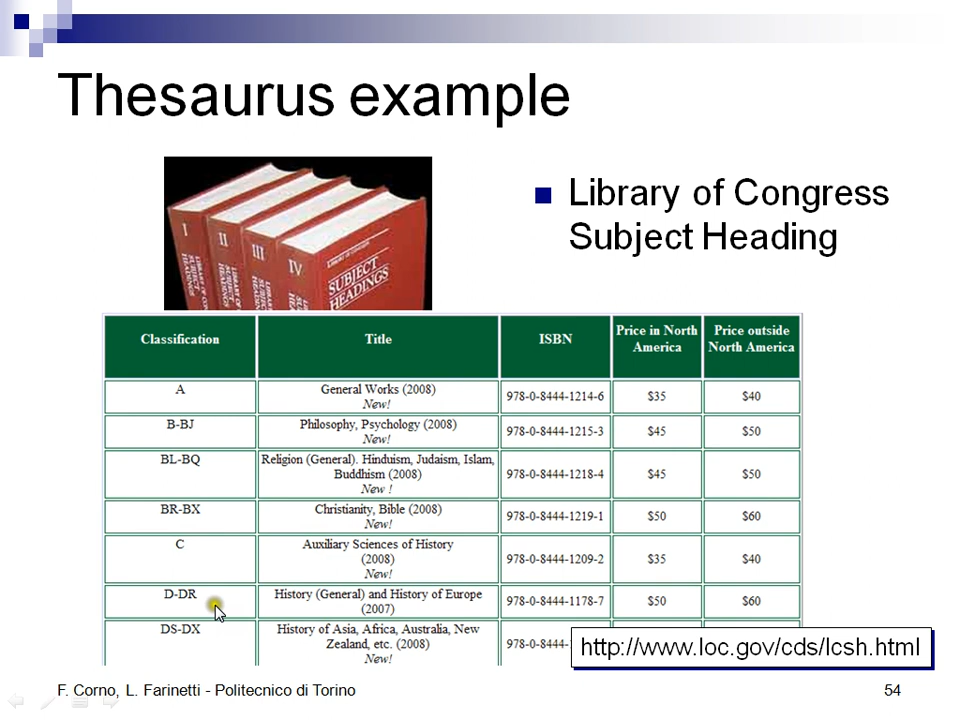 Thesaurus example
Library of Congress
Subject Heading
I
II
III
IV
LIBRARY OF CONGRESS
SUBJECT
HEADINGS
Classification
Title
ISBN
Price in North
America
Price outside
North America
A
General Works (2008)
New!
978-0-8444-1214-6
$35
$40
B-BJ
Philosophy, Psychology (2008)
New!
978-0-8444-1215-3
$45
$50
BL-BQ
Religion (General). Hinduism, Judaism, Islam,
Buddhism (2008)
New !
978-0-8444-1218-4
$45
$50
BR-BX
Christianity, Bible (2008)
New!
978-0-8444-1219-1
$50
$60
C
Auxiliary Sciences of History
(2008)
New!
978-0-8444-1209-2
$35
$40
D-DR
History (General) and History of Europe
(2007)
978-0-8444-1178-7
$50
$60
DS-DX
History of Asia, Africa, Australia, New
Zealand, etc. (2008)
New!
978-0-8444-
http://www.loc.gov/cds/lcsh.html
F. Corno, L. Farinetti - Politecnico di Torino
54